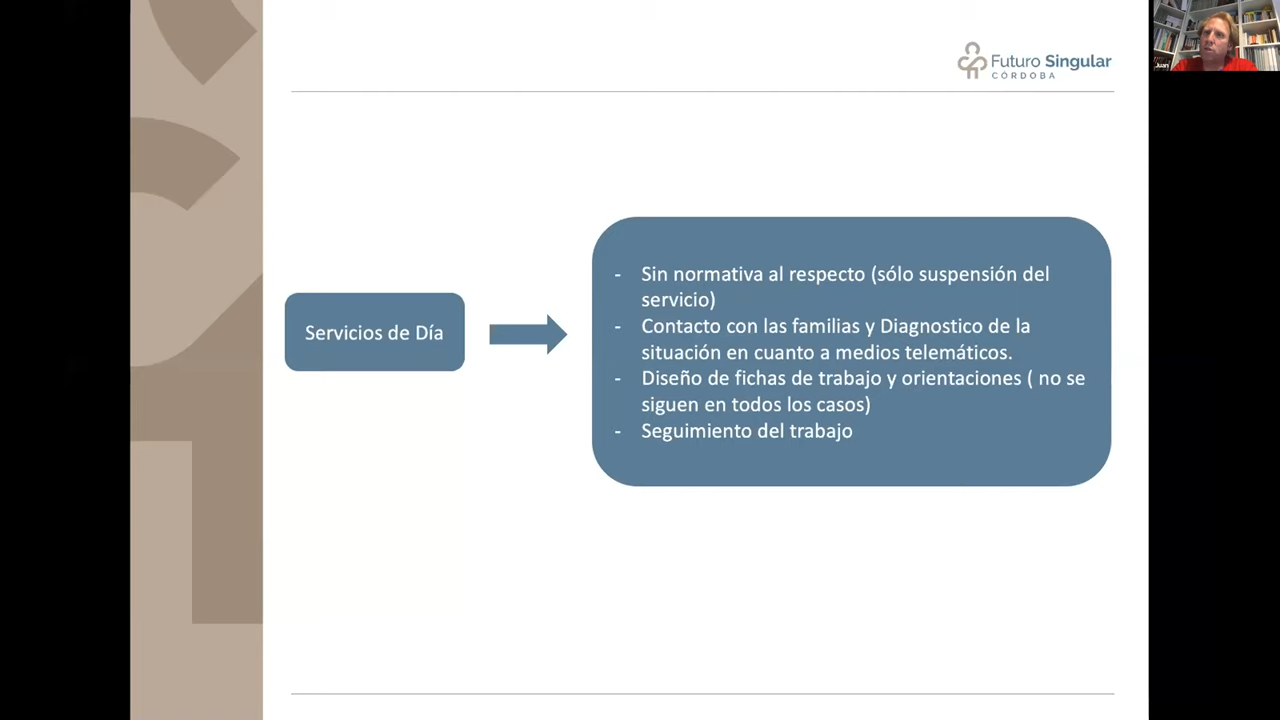 Futuro Singular
CÓRDOBA
Juan
Servicios de Día
- Sin normativa al respecto (sólo suspensión del
servicio)
- Contacto con las familias y Diagnostico de la
situación en cuanto a medios telemáticos.
- Diseño de fichas de trabajo y orientaciones ( no se
siguen en todos los casos)
- Seguimiento del trabajo